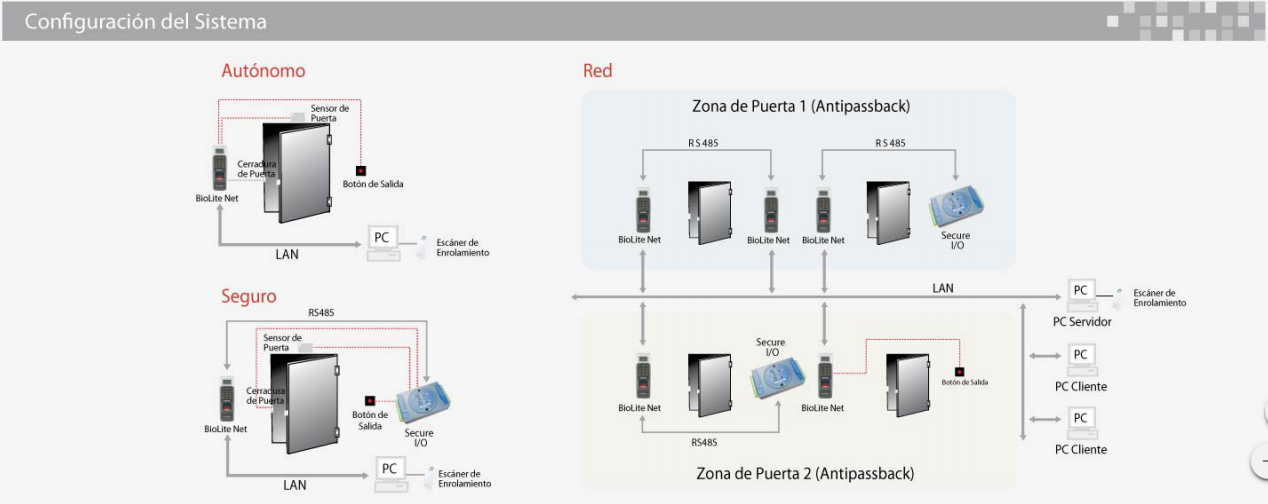 Configuración del Sistema
Autónomo
Sensor de
Puerta
Cerradura
de Puerta
Botón de Salida
BioLite Net
PC
Escáner de
Enrolamiento
LAN
Seguro
RS485
Sensor de
Puerta
Cerradura
de Puerta
Botón de
Salida
BioLite Net
Secure
I/O
PC
Escáner de
Enrolamiento
LAN
Red
Zona de Puerta 1 (Antipassback)
RS 485
RS 485
BioLite Net
BioLite Net
BioLite Net
Secure
I/O
LAN
PC
Escáner de
Enrolamiento
PC Servidor
PC
PC Cliente
PC
PC Cliente
Secure
I/O
BioLite Net
BioLite Net
Botón de Salida
RS485
Zona de Puerta 2 (Antipassback)